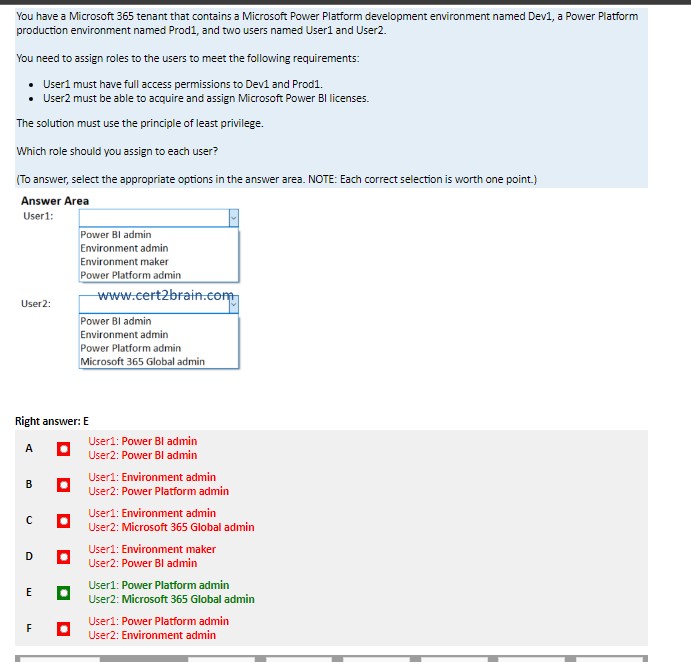 You have a Microsoft 365 tenant that contains a Microsoft Power Platform development environment named Dev1, a Power Platform
production environment named Prod1, and two users named User1 and User2.
You need to assign roles to the users to meet the following requirements:
• User1 must have full access permissions to Dev1 and Prod1.
• User2 must be able to acquire and assign Microsoft Power BI licenses.
The solution must use the principle of least privilege.
Which role should you assign to each user?
(To answer, select the appropriate options in the answer area. NOTE: Each correct selection is worth one point.)
Answer Area
User1:
Power BI admin
Environment admin
Environment maker
Power Platform admin
www.cert2brain.com
User2:
Power BI admin
Environment admin
Power Platform admin
Microsoft 365 Global admin
Right answer: E
A
User1: Power BI admin
User2: Power BI admin
B
User1: Environment admin
User2: Power Platform admin
C
User1: Environment admin
User2: Microsoft 365 Global admin
D
User1: Environment maker
User2: Power BI admin
E
User1: Power Platform admin
User2: Microsoft 365 Global admin
F
User1: Power Platform admin
User2: Environment admin